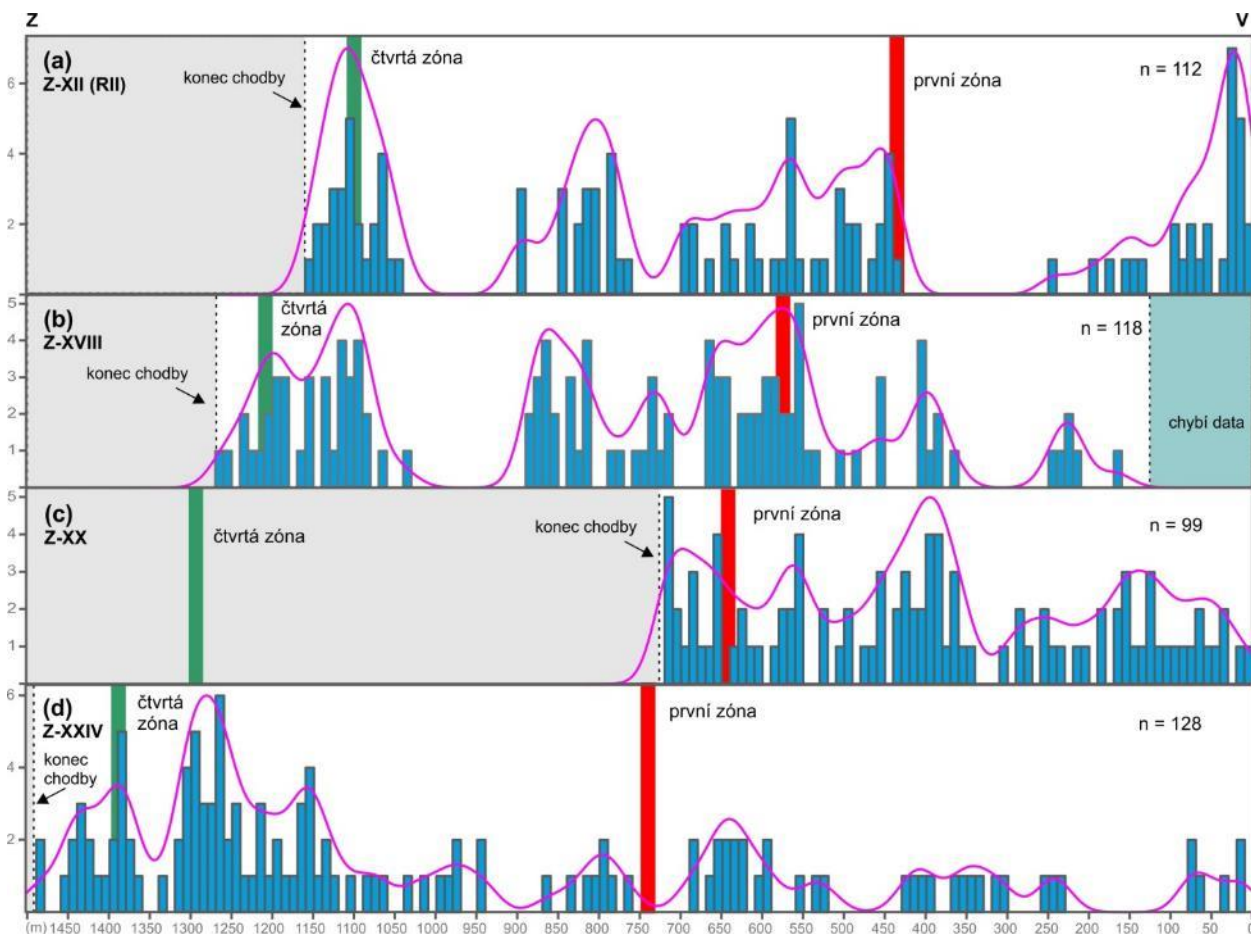 Z V
(a)
Z-XII (RII)
konec chodby
čtvrtá zóna
první zóna
n = 112
6
4
2
(b)
Z-XVIII
konec chodby
čtvrtá
zóna
první zóna
n = 118
chybí data
5
4
3
2
1
(c)
Z-XX
čtvrtá zóna
konec chodby
první zóna
n = 99
5
4
3
2
1
(d)
Z-XXIV
konec
chodby
čtvrtá
zóna
první zóna
n = 128
6
4
2
(m) 1450 1400 1350 1300 1250 1200 1150 1100 1050 1000 950 900 850 800 750 700 650 600 550 500 450 400 350 300 250 200 150 100 50